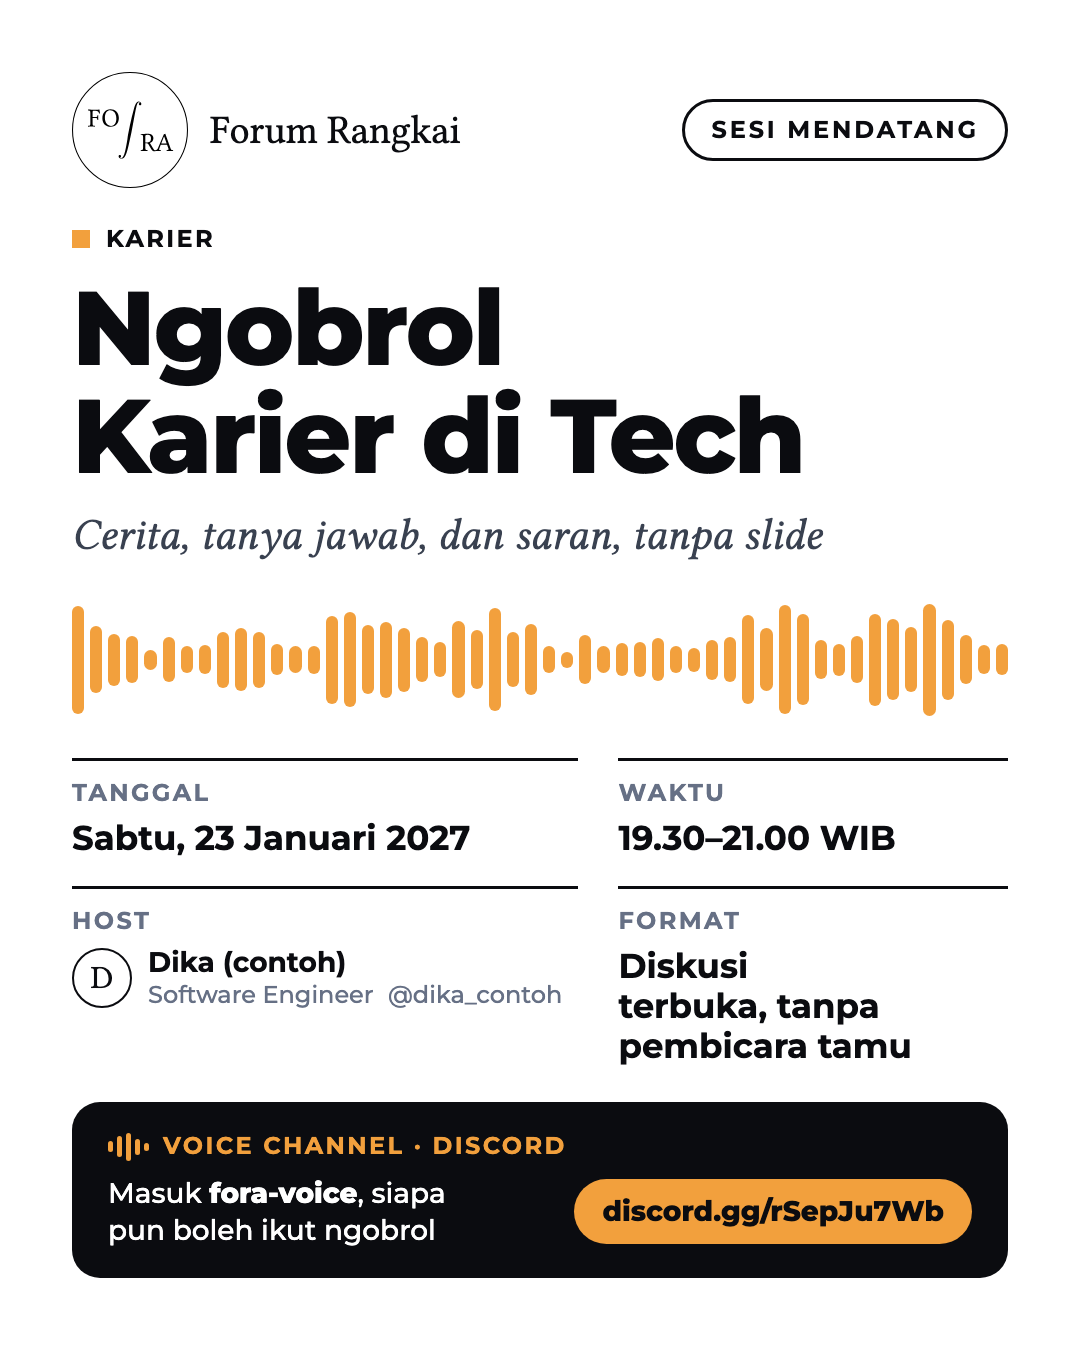 FO
RA
Forum Rangkai
SESI MENDATANG
KARIER
Ngobrol
Karier di Tech
Cerita, tanya jawab, dan saran, tanpa slide
TANGGAL
Sabtu, 23 Januari 2027
WAKTU
19.30–21.00 WIB
HOST
D
Dika (contoh)
Software Engineer @dika_contoh
FORMAT
Diskusi
terbuka, tanpa
pembicara tamu
VOICE CHANNEL · DISCORD
Masuk fora-voice, siapa
pun boleh ikut ngobrol
discord.gg/rSepJu7Wb